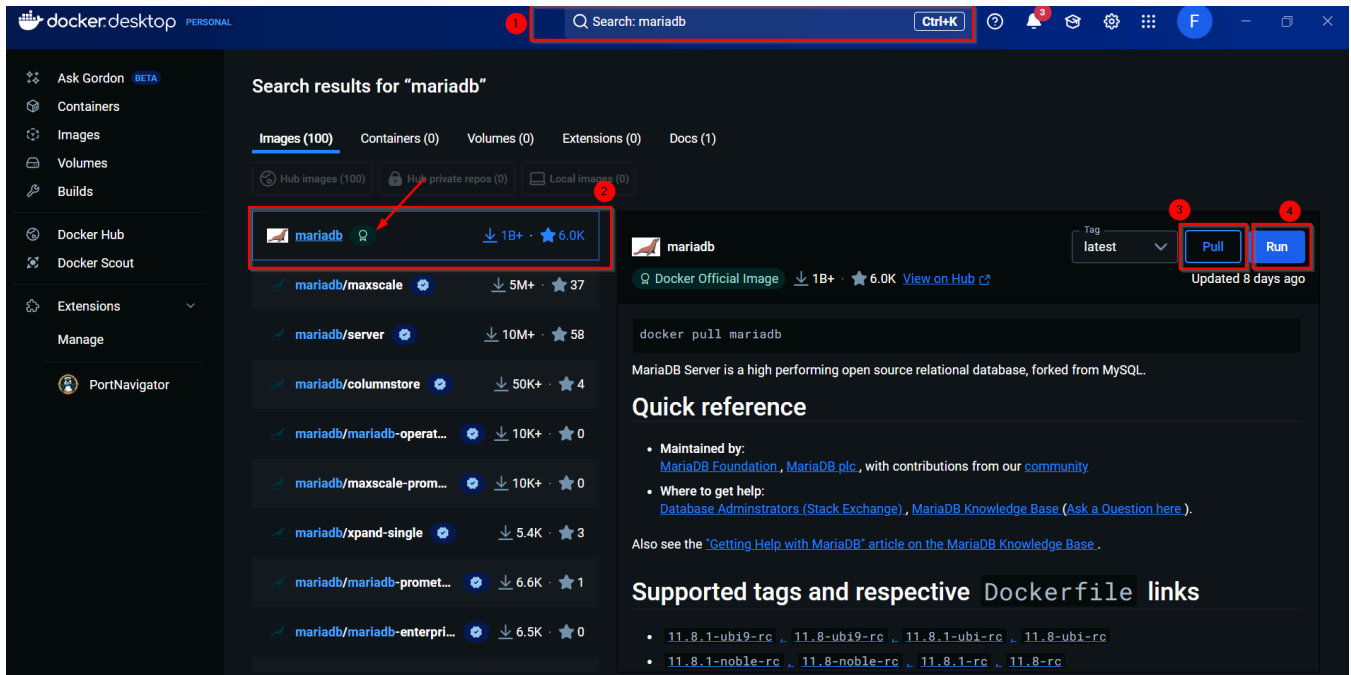 docker.desktop PERSONAL
1
Search: mariadb
Ctrl+K
3
F
Ask Gordon BETA
Containers
Images
Volumes
Builds
Docker Hub
Docker Scout
Extensions
Manage
PortNavigator
Search results for “mariadb”
Images (100) Containers (0) Volumes (0) Extensions (0) Docs (1)
Hub images (100) Hub private repos (0) Local images (0)
2
mariadb 1B+ · 6.0K
mariadb/maxscale 5M+ · 37
mariadb/server 10M+ · 58
mariadb/columnstore 50K+ · 4
mariadb/mariadb-operat... 10K+ · 0
mariadb/maxscale-prom... 10K+ · 0
mariadb/xpand-single 5.4K · 3
mariadb/mariadb-promet... 6.6K · 1
mariadb/mariadb-enterpri... 6.5K · 0
3
4
mariadb
Tag
latest
Pull
Run
Docker Official Image 1B+ · 6.0K View on Hub
Updated 8 days ago
docker pull mariadb
MariaDB Server is a high performing open source relational database, forked from MySQL.
Quick reference
• Maintained by:
MariaDB Foundation , MariaDB plc , with contributions from our community
• Where to get help:
Database Adminstrators (Stack Exchange) , MariaDB Knowledge Base (Ask a Question here ).
Also see the "Getting Help with MariaDB" article on the MariaDB Knowledge Base .
Supported tags and respective Dockerfile links
• 11.8.1-ubi9-rc , 11.8-ubi9-rc , 11.8.1-ubi-rc , 11.8-ubi-rc
• 11.8.1-noble-rc , 11.8-noble-rc , 11.8.1-rc , 11.8-rc